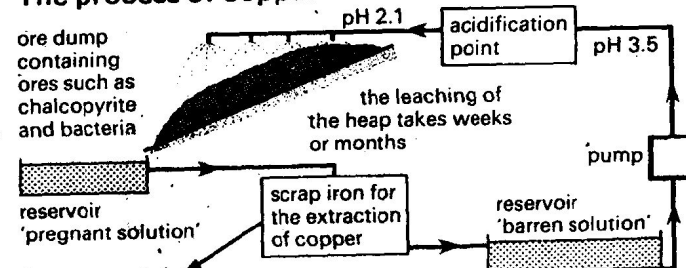 pH 2.1
acidification
point
pH 3.5
ore dump
containing
ores such as
chalcopyrite
and bacteria
the leaching of
the heap takes weeks
or months
pump
scrap iron for
the extraction
of copper
reservoir
'pregnant solution'
reservoir
'barren solution'